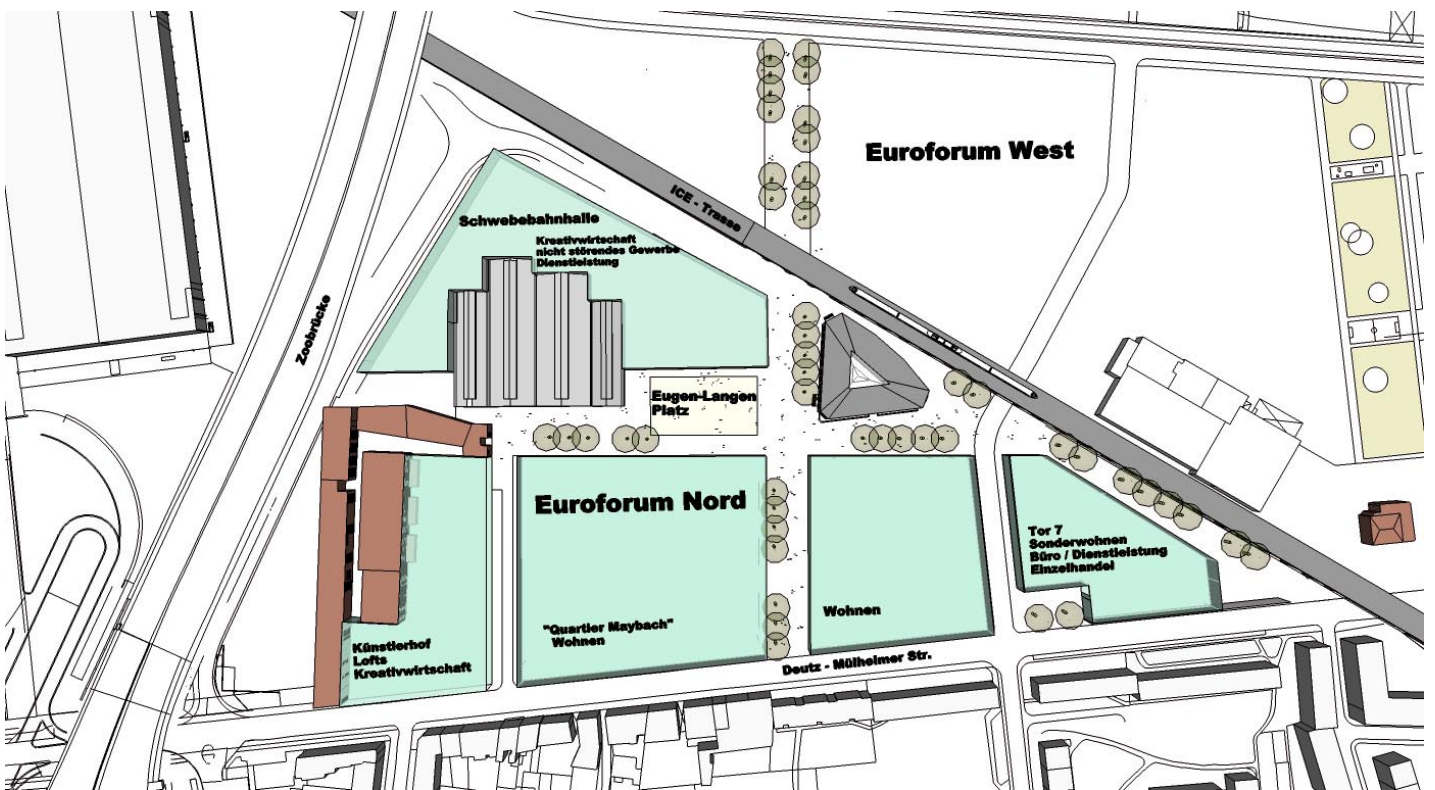 Euroforum West
ICE - Trasse
Schwebebahnhalle
Kreativwirtschaft
nicht störendes Gewerbe
Dienstleistung
Zoobrücke
Eugen-Langen
Platz
Euroforum Nord
Tor 7
Sonderwohnen
Büro / Dienstleistung
Einzelhandel
Wohnen
"Quartier Maybach"
Wohnen
Künstlerhof
Lofts
Kreativwirtschaft
Deutz - Mülheimer Str.